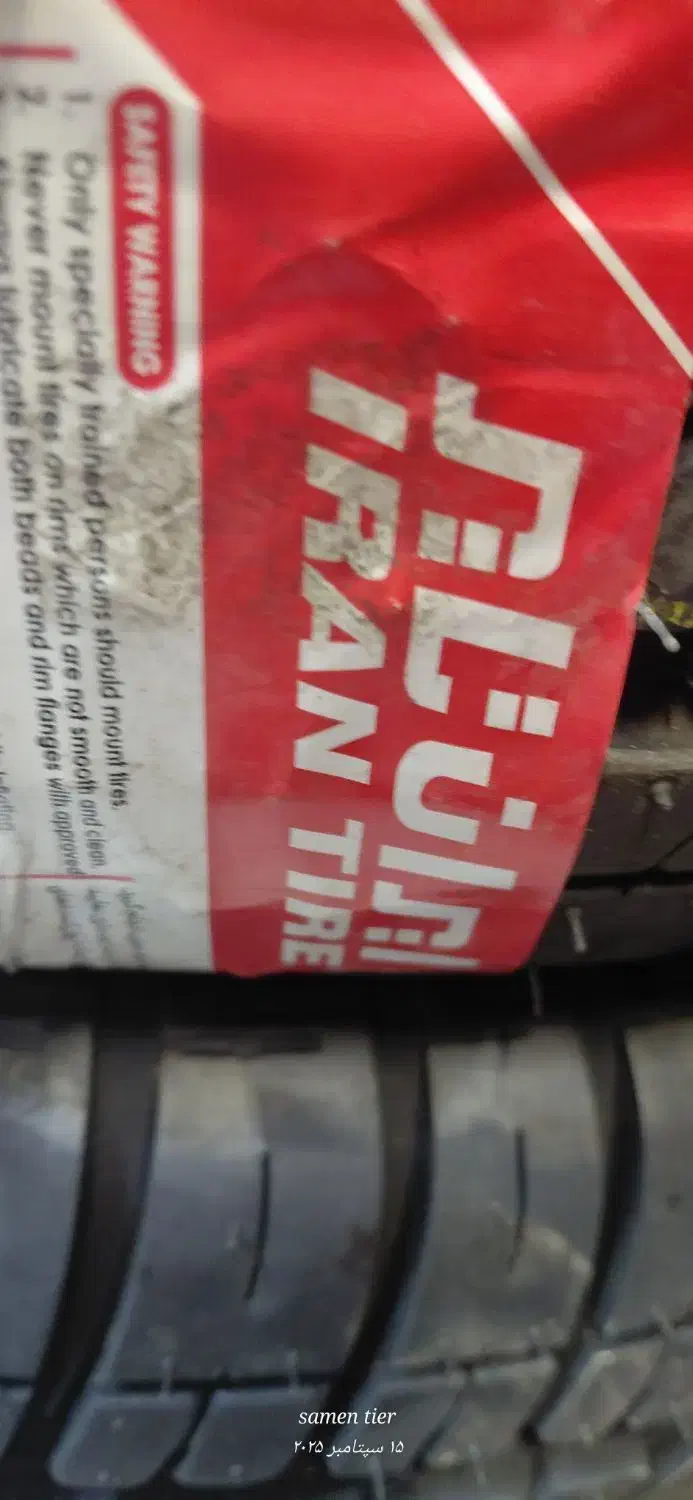 ایران تایر
IRAN TIRE
SAFETY WARNING
1. Only specially trained persons should mount tires.
2. Never mount tires on rims which are not smooth and clean
lubricate both beads and rim flanges with approved
samen tier
۱۵ سپتامبر ۲۰۲۵